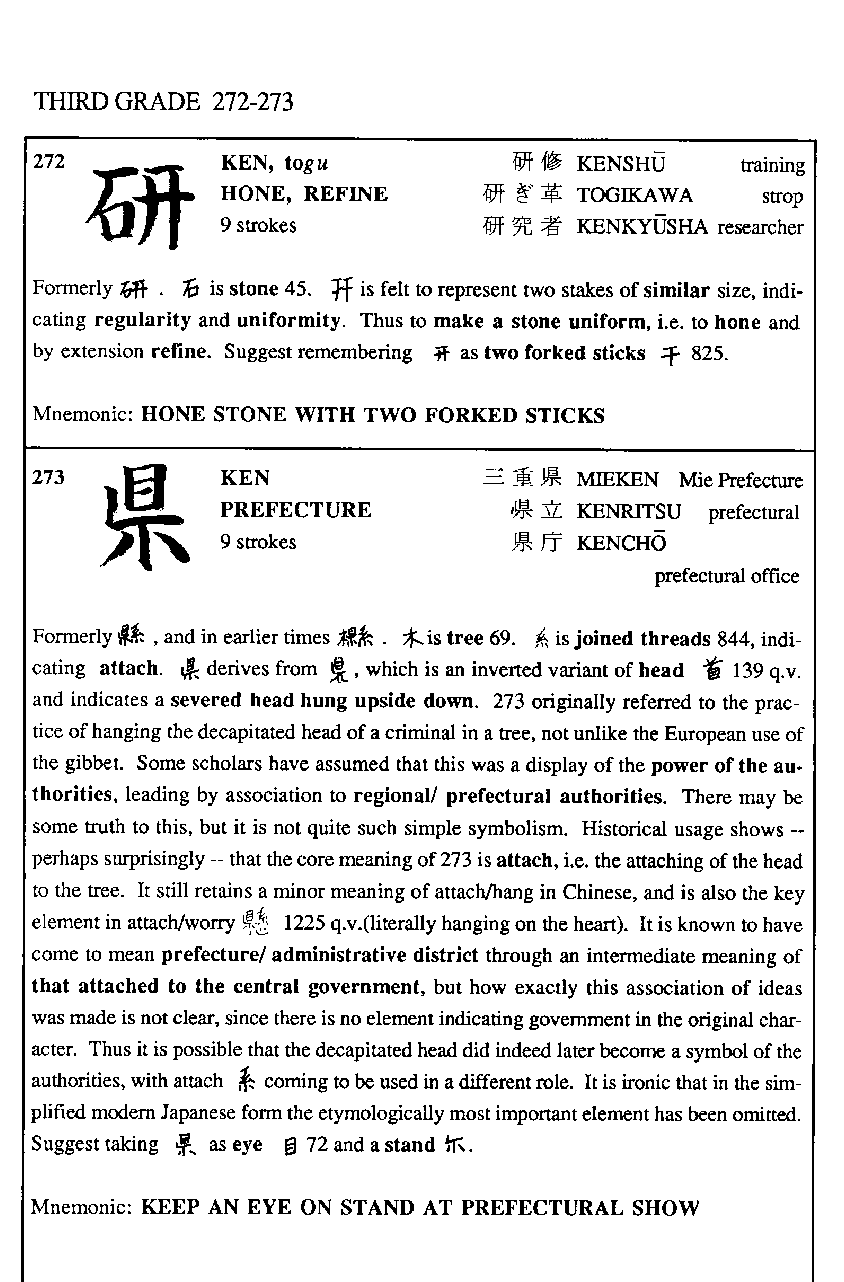 THIRD GRADE 272-273
272 研 KEN, togu 研修 KENSHŪ training
HONE, REFINE 研ぎ革 TOGIKAWA strop
9 strokes 研究者 KENKYŪSHA researcher
Formerly 硏 . 石 is stone 45. 幵 is felt to represent two stakes of similar size, indi-
cating regularity and uniformity. Thus to make a stone uniform, i.e. to hone and
by extension refine. Suggest remembering 开 as two forked sticks 干 825.
Mnemonic: HONE STONE WITH TWO FORKED STICKS
273 県 KEN 三重県 MIEKEN Mie Prefecture
PREFECTURE 県立 KENRITSU prefectural
9 strokes 県庁 KENCHŌ
prefectural office
Formerly 縣 , and in earlier times . 木 is tree 69. 糸 is joined threads 844, indi-
cating attach. 県 derives from , which is an inverted variant of head 首 139 q.v.
and indicates a severed head hung upside down. 273 originally referred to the prac-
tice of hanging the decapitated head of a criminal in a tree, not unlike the European use of
the gibbet. Some scholars have assumed that this was a display of the power of the au-
thorities, leading by association to regional/ prefectural authorities. There may be
some truth to this, but it is not quite such simple symbolism. Historical usage shows --
perhaps surprisingly -- that the core meaning of 273 is attach, i.e. the attaching of the head
to the tree. It still retains a minor meaning of attach/hang in Chinese, and is also the key
element in attach/worry 懸 1225 q.v.(literally hanging on the heart). It is known to have
come to mean prefecture/ administrative district through an intermediate meaning of
that attached to the central government, but how exactly this association of ideas
was made is not clear, since there is no element indicating government in the original char-
acter. Thus it is possible that the decapitated head did indeed later become a symbol of the
authorities, with attach 系 coming to be used in a different role. It is ironic that in the sim-
plified modern Japanese form the etymologically most important element has been omitted.
Suggest taking 県 as eye 目 72 and a stand .
Mnemonic: KEEP AN EYE ON STAND AT PREFECTURAL SHOW